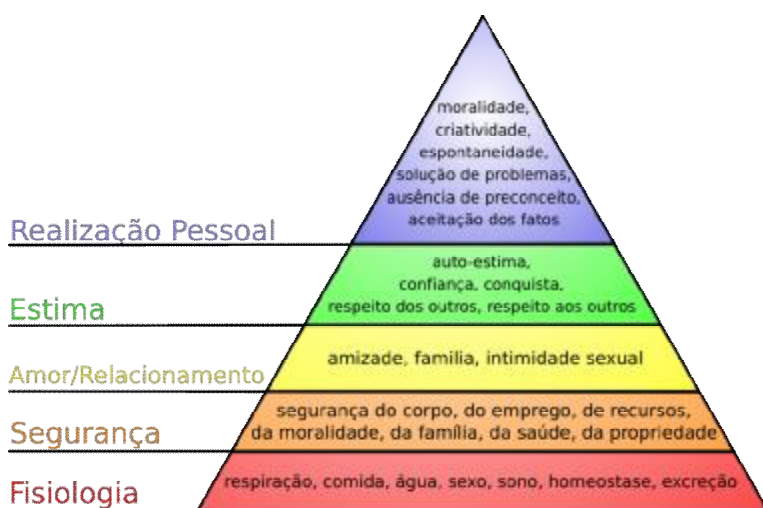 moralidade,
criatividade,
espontaneidade,
solução de problemas,
ausência de preconceito,
aceitação dos fatos
Realização Pessoal
auto-estima,
confiança, conquista,
respeito dos outros, respeito aos outros
Estima
amizade, família, intimidade sexual
Amor/Relacionamento
segurança do corpo, do emprego, de recursos,
da moralidade, da família, da saúde, da propriedade
Segurança
respiração, comida, água, sexo, sono, homeostase, excreção
Fisiologia